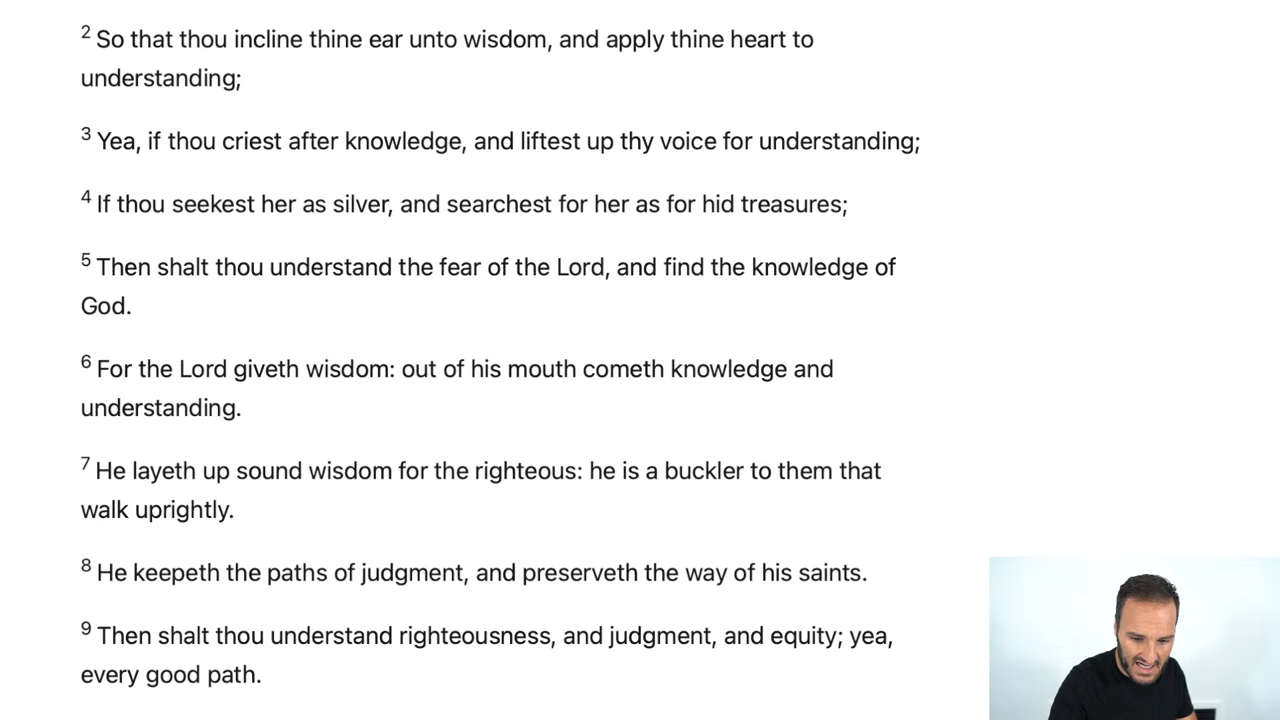 2 So that thou incline thine ear unto wisdom, and apply thine heart to
understanding;
3 Yea, if thou criest after knowledge, and liftest up thy voice for understanding;
4 If thou seekest her as silver, and searchest for her as for hid treasures;
5 Then shalt thou understand the fear of the Lord, and find the knowledge of
God.
6 For the Lord giveth wisdom: out of his mouth cometh knowledge and
understanding.
7 He layeth up sound wisdom for the righteous: he is a buckler to them that
walk uprightly.
8 He keepeth the paths of judgment, and preserveth the way of his saints.
9 Then shalt thou understand righteousness, and judgment, and equity; yea,
every good path.